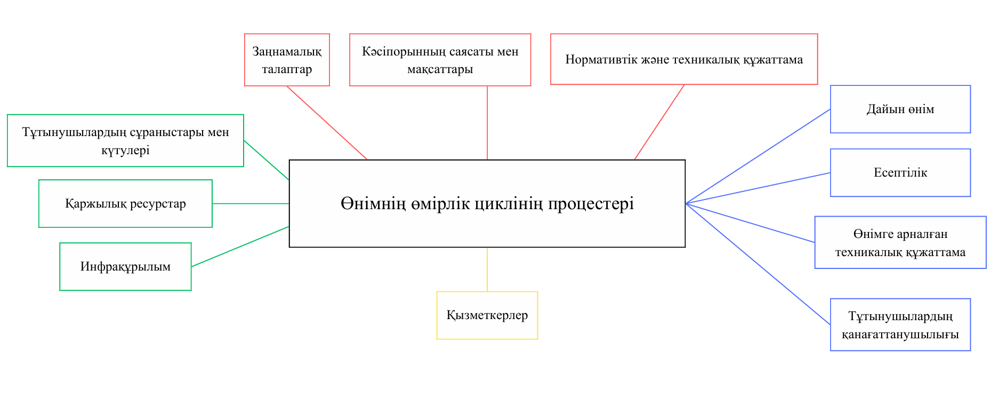 Заңнамалық
талаптар
Кәсіпорынның саясаты мен
мақсаттары
Нормативтік және техникалық құжаттама
Тұтынушылардың сұраныстары мен
күтулері
Қаржылық ресурстар
Инфрақұрылым
Өнімнің өмірлік циклінің процестері
Қызметкерлер
Дайын өнім
Есептілік
Өнімге арналған
техникалық құжаттама
Тұтынушылардың
қанағаттанушылығы